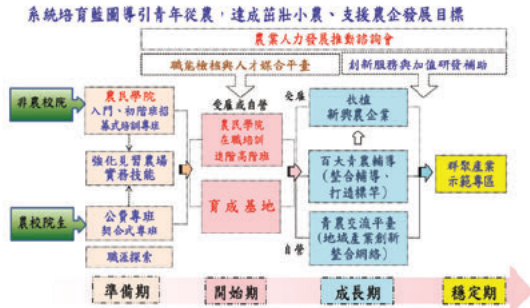 系統培育藍圖導引青年從農，達成茁壯小農、支援農企發展目標
農業人力發展推動諮詢會
職能檢核與人才媒合平臺
創新服務與加值研發補助
非農校院
農民學院
入門、初階班招
募式培訓專班
強化見習農場
實務技能
農校院生
公費專班
契合式專班
職涯探索
受雇或自營
農民學院
在職培訓
進階高階班
育成基地
受雇
自營
扶植
新興農企業
百大青農輔導
(整合輔導、
打造標竿)
青農交流平臺
(地域產業創新
整合網絡)
群聚產業
示範專區
準備期
開始期
成長期
穩定期